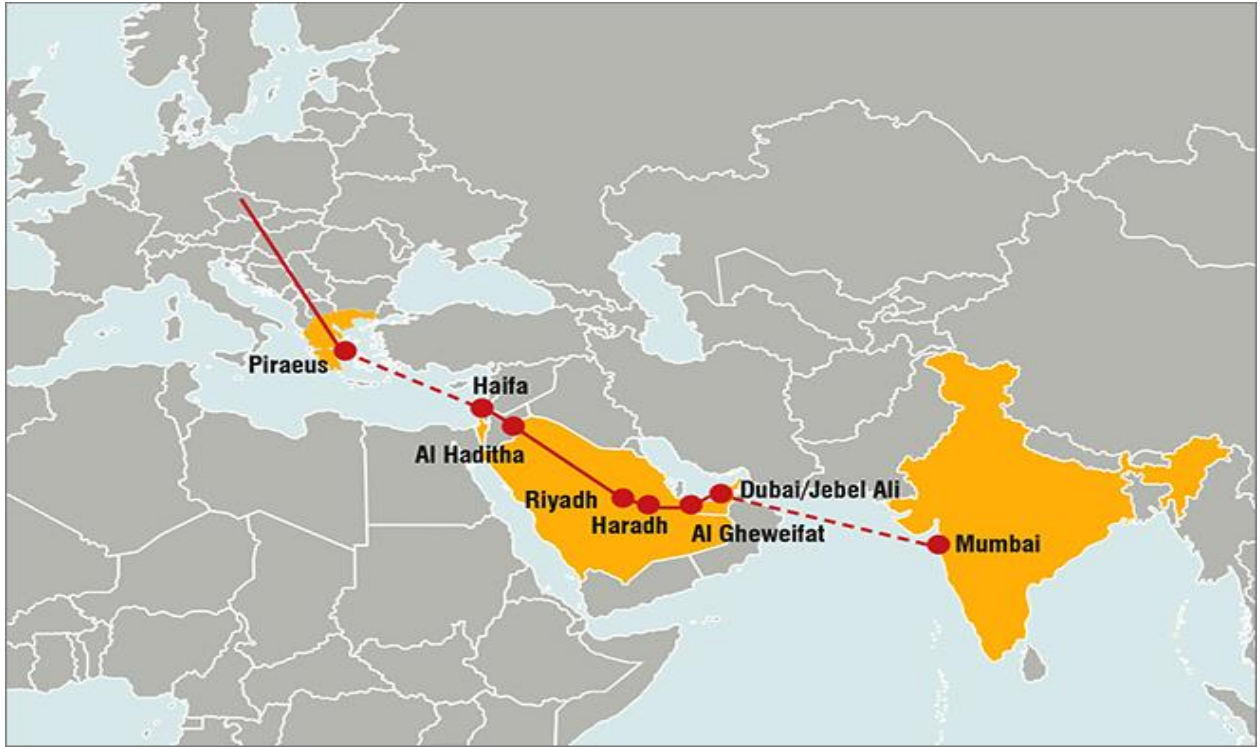 Piraeus
Haifa
Al Haditha
Riyadh
Haradh
Dubai/Jebel Ali
Al Gheweifat
Mumbai